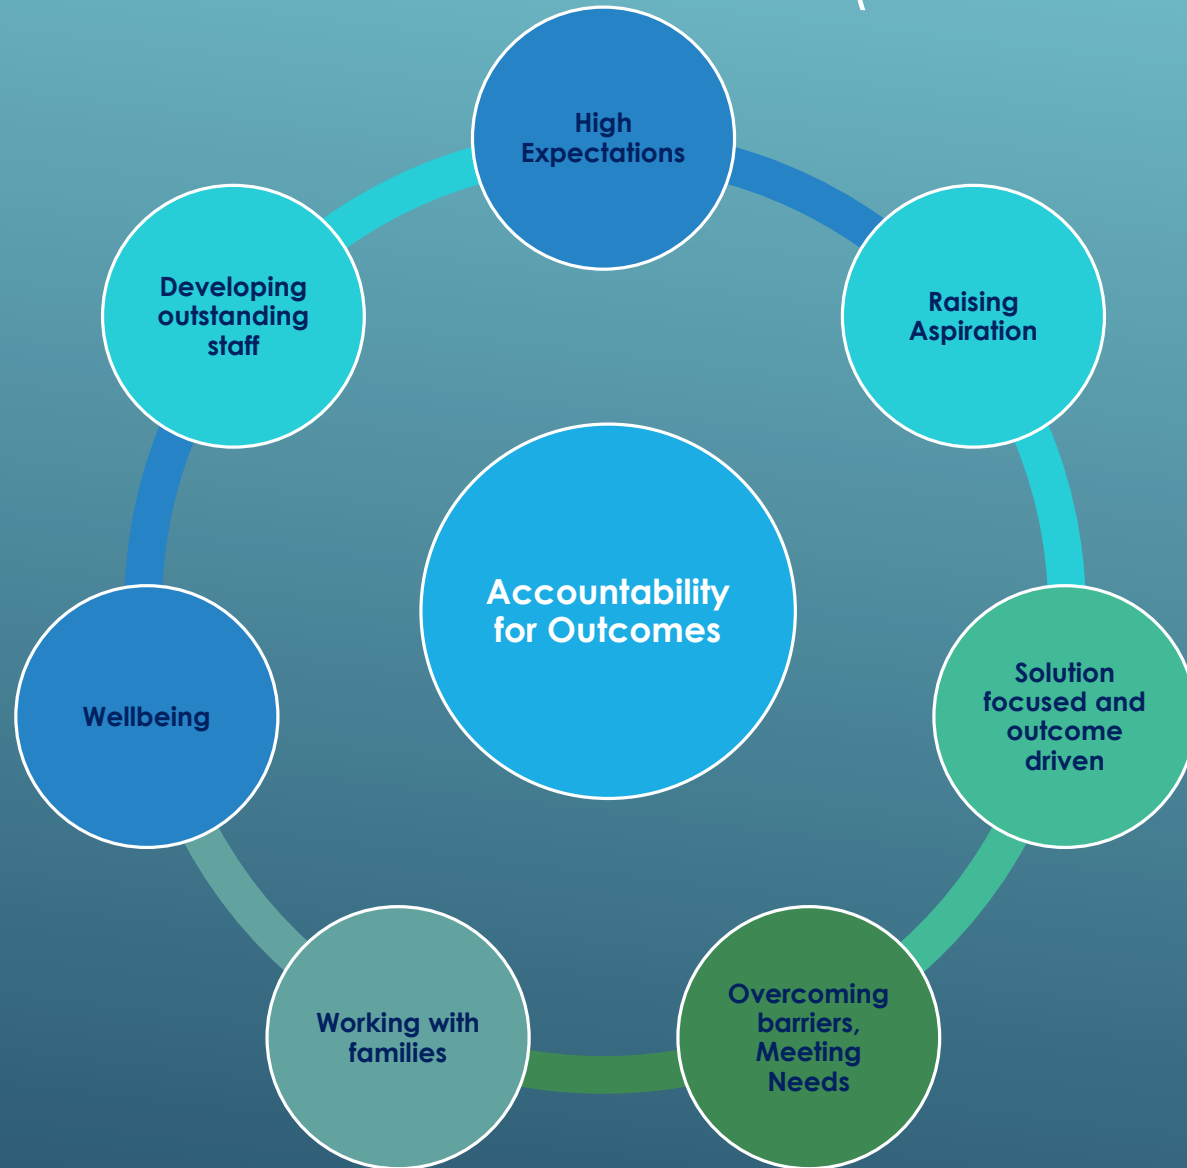 High
Expectations
Raising
Aspiration
Solution
focused and
outcome
driven
Overcoming
barriers,
Meeting
Needs
Working with
families
Wellbeing
Developing
outstanding
staff
Accountability
for Outcomes